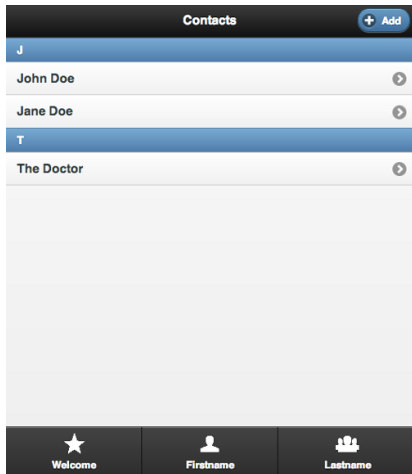 Contacts Add
J
John Doe
Jane Doe
T
The Doctor
Welcome Firstname Lastname